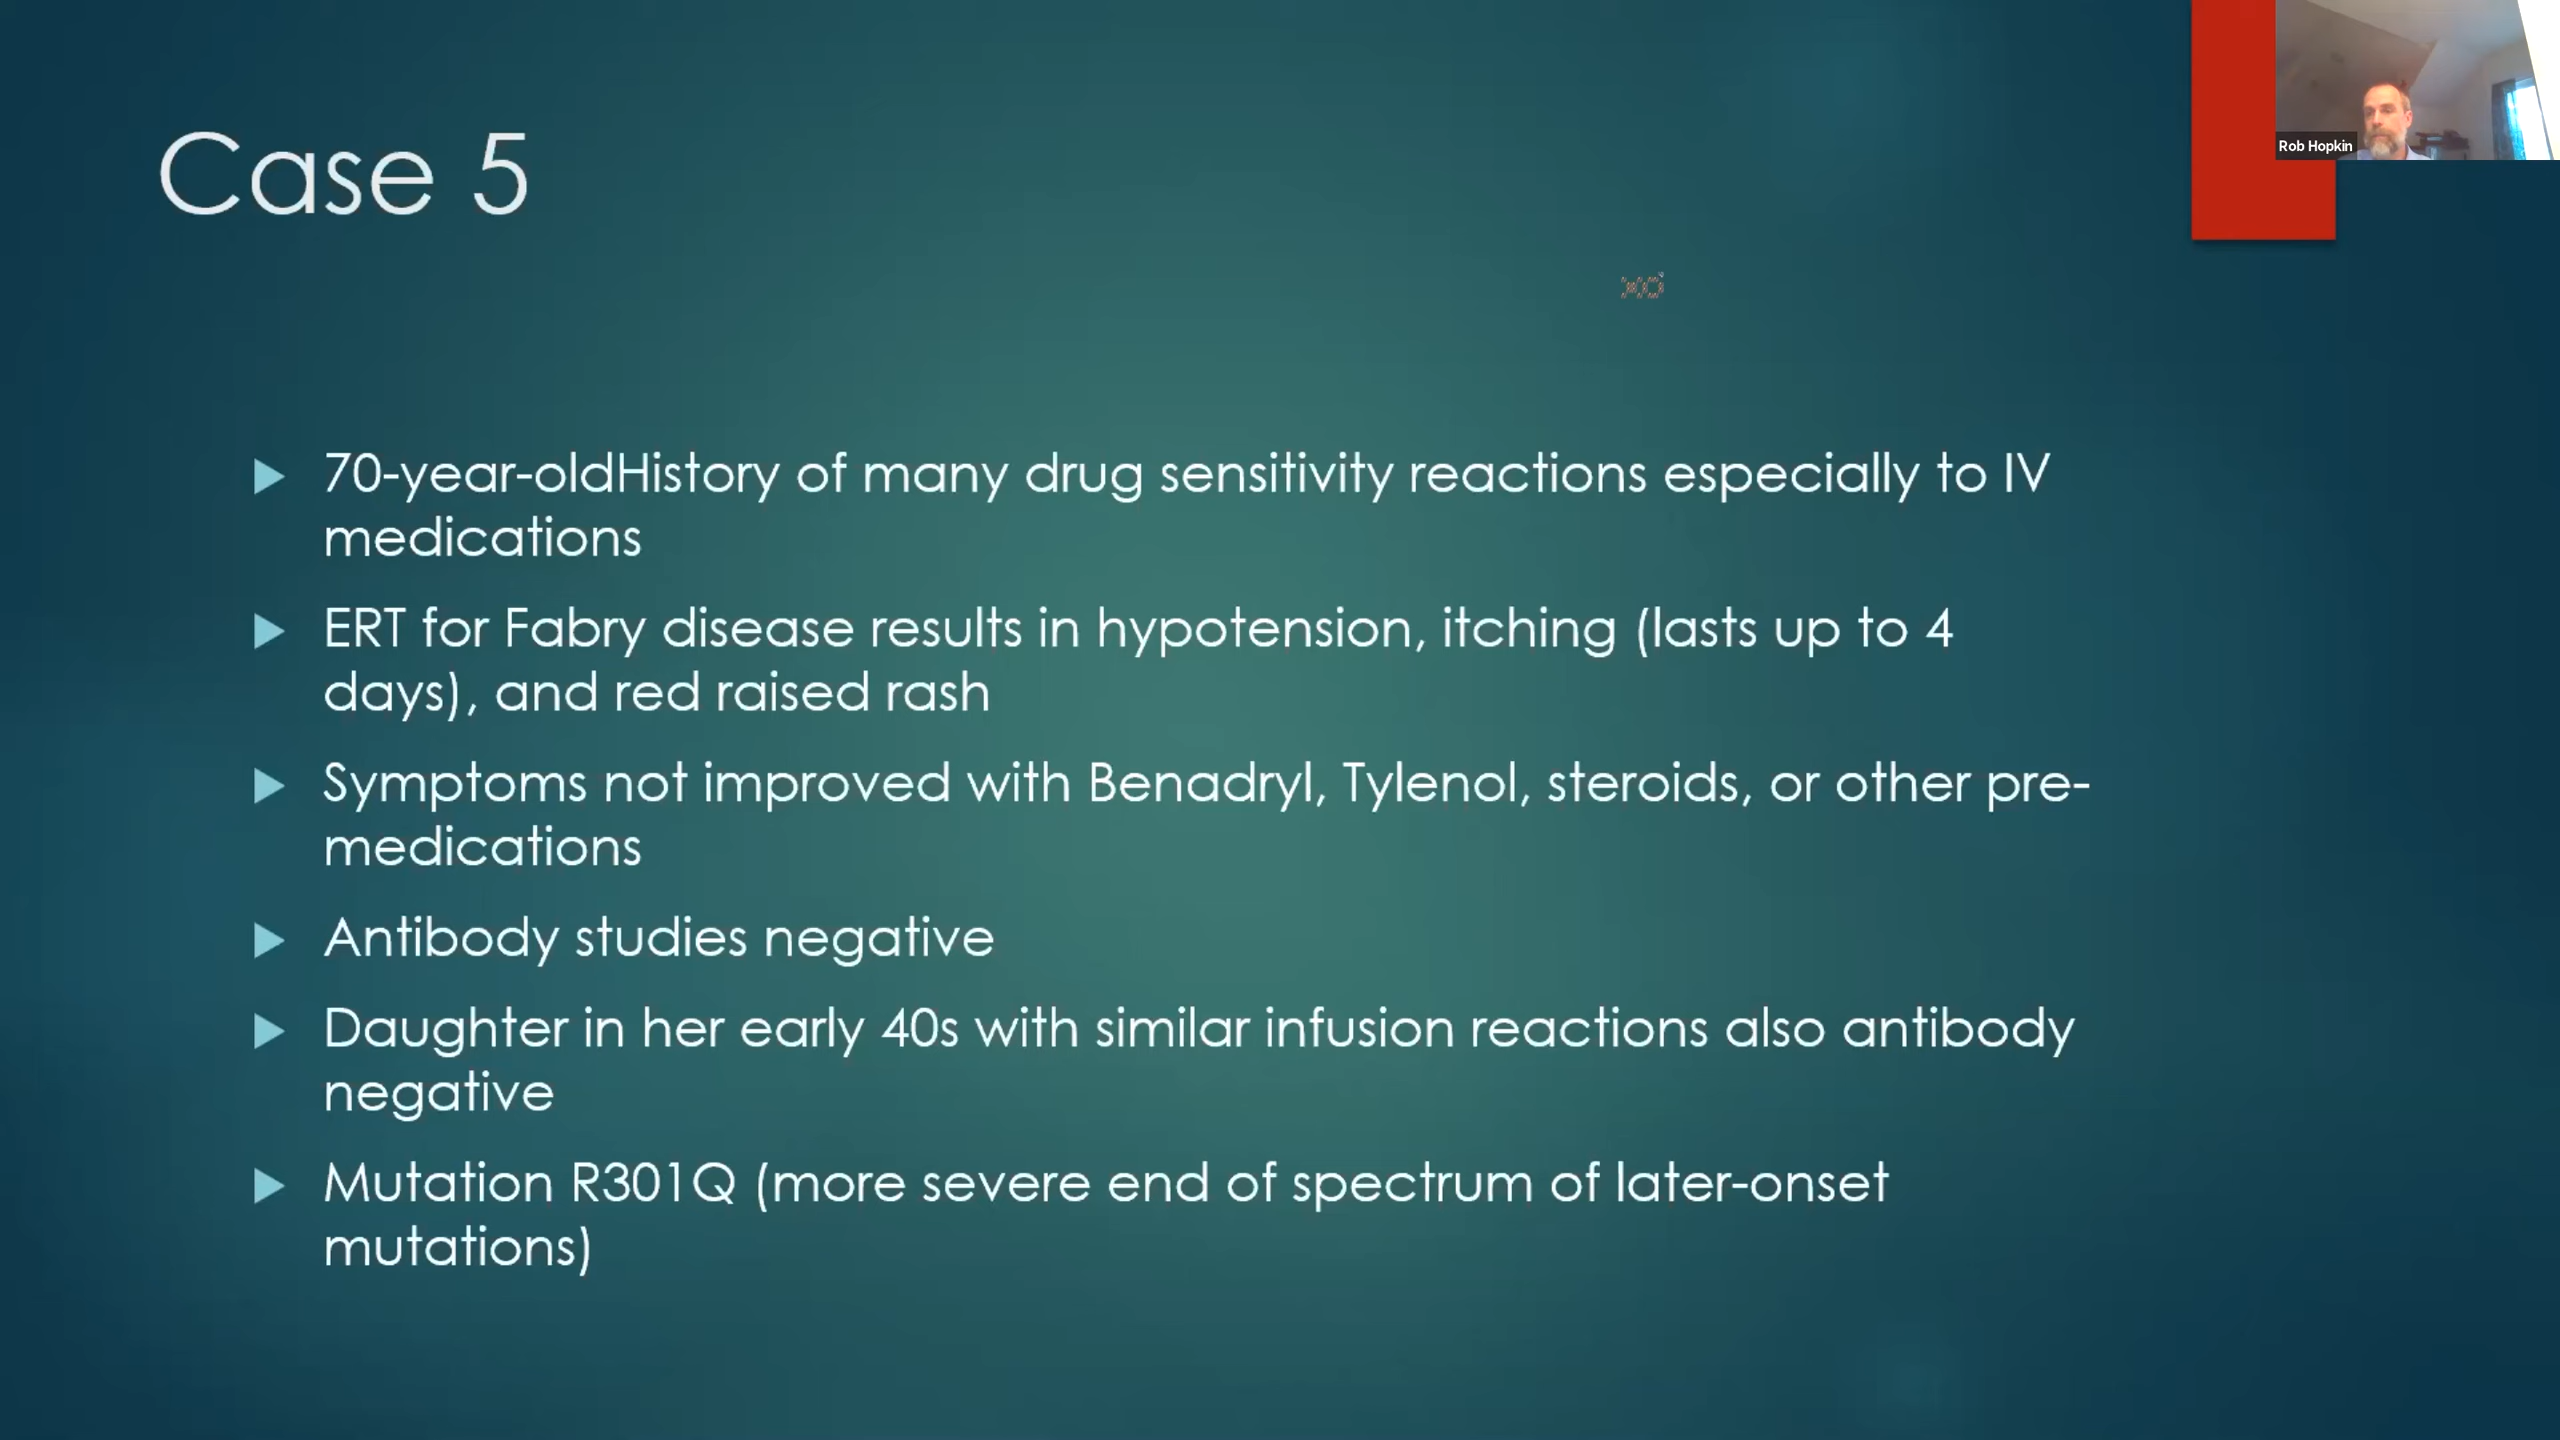 Case 5
Rob Hopkin
70-year-oldHistory of many drug sensitivity reactions especially to IV
medications
ERT for Fabry disease results in hypotension, itching (lasts up to 4
days), and red raised rash
Symptoms not improved with Benadryl, Tylenol, steroids, or other pre-
medications
Antibody studies negative
Daughter in her early 40s with similar infusion reactions also antibody
negative
Mutation R301Q (more severe end of spectrum of later-onset
mutations)